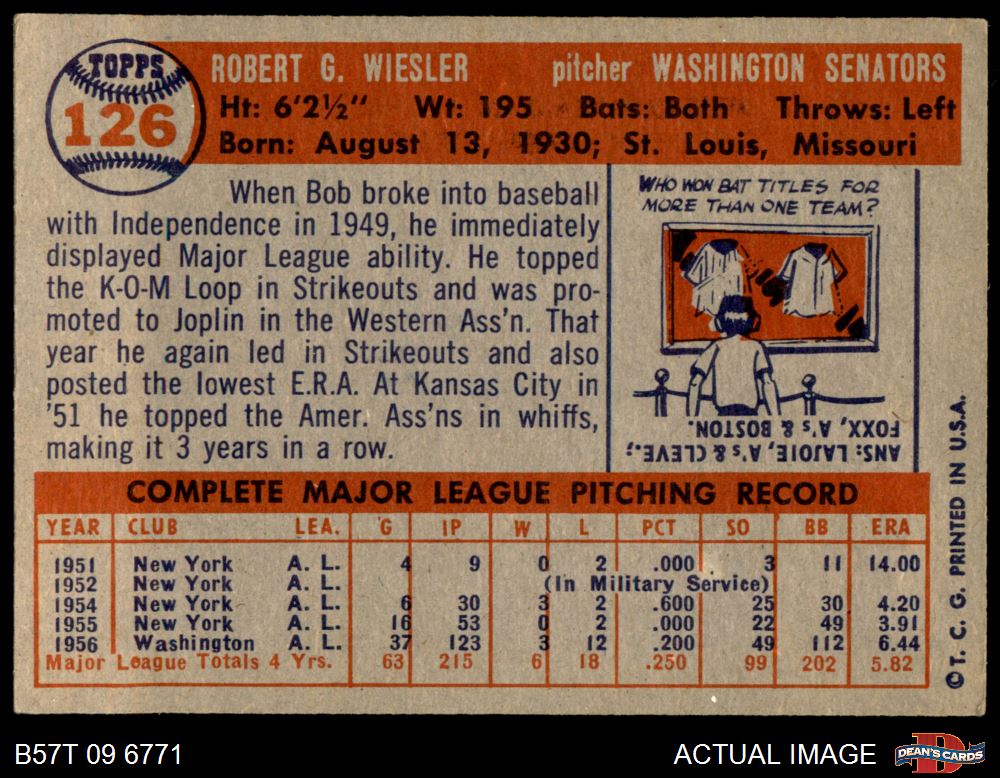 TOPPS
126
ROBERT G. WIESLER pitcher WASHINGTON SENATORS
Ht: 6'2½" Wt: 195 Bats: Both Throws: Left
Born: August 13, 1930; St. Louis, Missouri
When Bob broke into baseball
with Independence in 1949, he immediately
displayed Major League ability. He topped
the K-O-M Loop in Strikeouts and was pro-
moted to Joplin in the Western Ass'n. That
year he again led in Strikeouts and also
posted the lowest E.R.A. At Kansas City in
'51 he topped the Amer. Ass'ns in whiffs,
making it 3 years in a row.
WHO WON BAT TITLES FOR
MORE THAN ONE TEAM?
ANS: LAJOIE, A's & CLEVE.,
FOXX, A's & BOSTON.
COMPLETE MAJOR LEAGUE PITCHING RECORD
YEAR CLUB LEA. G IP W L PCT SO BB ERA
1951 New York A. L. 4 9 0 2 .000 3 11 14.00
1952 New York A. L. (In Military Service)
1954 New York A. L. 6 30 3 2 .600 25 30 4.20
1955 New York A. L. 16 53 0 2 .000 22 49 3.91
1956 Washington A. L. 37 123 3 12 .200 49 112 6.44
Major League Totals 4 Yrs. 63 215 6 18 .250 99 202 5.82
©T. C. G. PRINTED IN U.S.A.
B57T 09 6771
ACTUAL IMAGE
DEAN'S CARDS